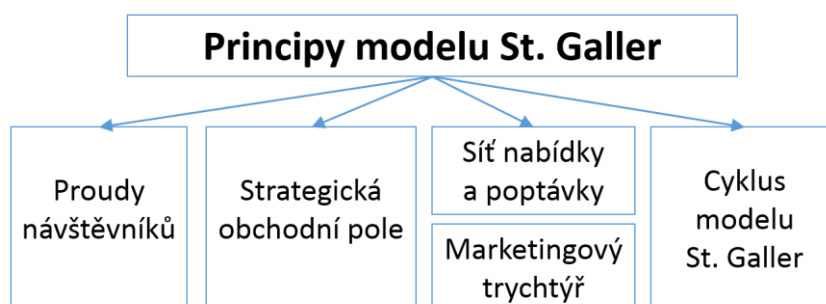 Principy modelu St. Galler
Proudy
návštěvníků
Strategická
obchodní pole
Síť nabídky
a poptávky
Marketingový
trychtýř
Cyklus
modelu
St. Galler